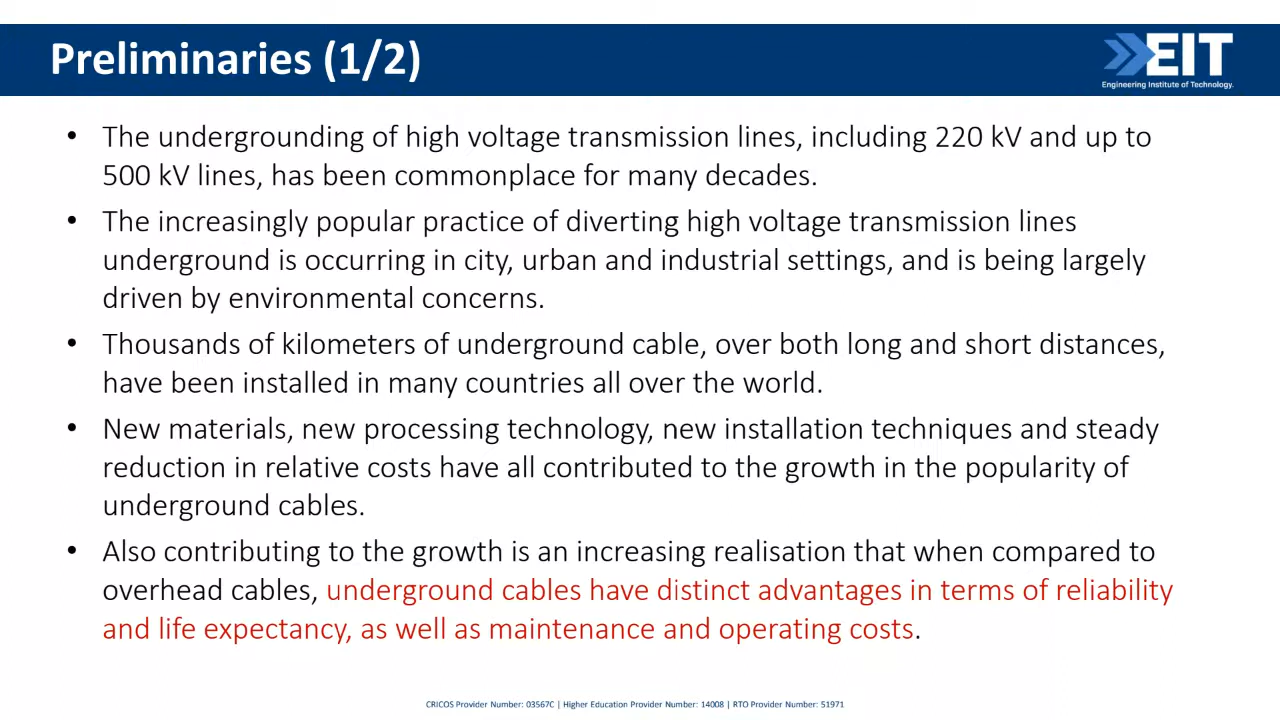 Preliminaries (1/2)
EIT
Engineering Institute of Technology.
• The undergrounding of high voltage transmission lines, including 220 kV and up to
500 kV lines, has been commonplace for many decades.
• The increasingly popular practice of diverting high voltage transmission lines
underground is occurring in city, urban and industrial settings, and is being largely
driven by environmental concerns.
• Thousands of kilometers of underground cable, over both long and short distances,
have been installed in many countries all over the world.
• New materials, new processing technology, new installation techniques and steady
reduction in relative costs have all contributed to the growth in the popularity of
underground cables.
• Also contributing to the growth is an increasing realisation that when compared to
overhead cables, underground cables have distinct advantages in terms of reliability
and life expectancy, as well as maintenance and operating costs.
CRICOS Provider Number: 03567C | Higher Education Provider Number: 14008 | RTO Provider Number: 51971